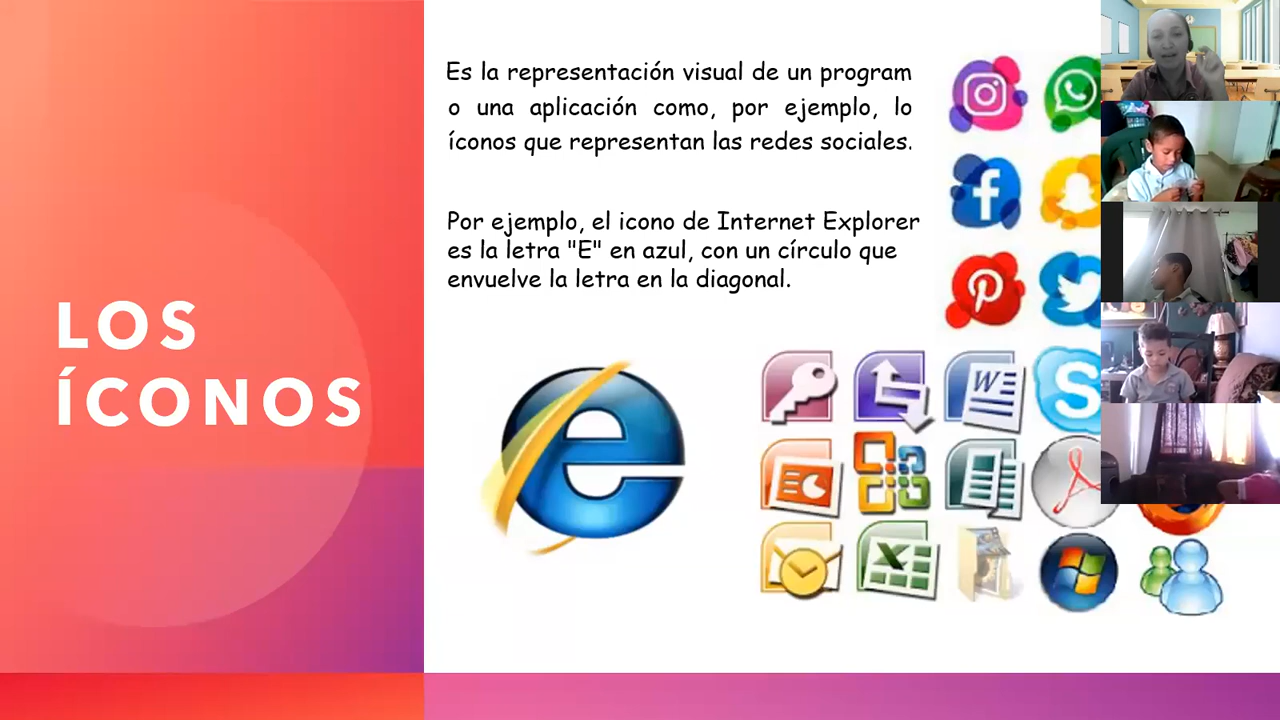 LOS
ÍCONOS
Es la representación visual de un program
o una aplicación como, por ejemplo, lo
íconos que representan las redes sociales.
Por ejemplo, el icono de Internet Explorer
es la letra "E" en azul, con un círculo que
envuelve la letra en la diagonal.